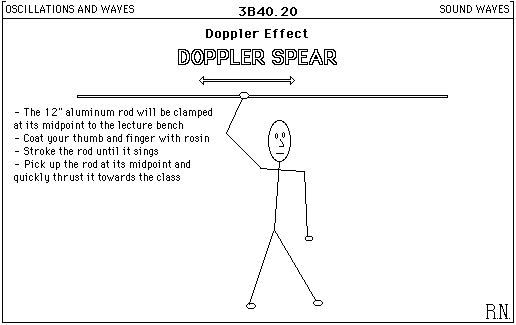 OSCILLATIONS AND WAVES
3B40.20
SOUND WAVES
Doppler Effect
DOPPLER SPEAR
- The 12" aluminum rod will be clamped
at its midpoint to the lecture bench
- Coat your thumb and finger with rosin
- Stroke the rod until it sings
- Pick up the rod at its midpoint and
quickly thrust it towards the class
R.N.